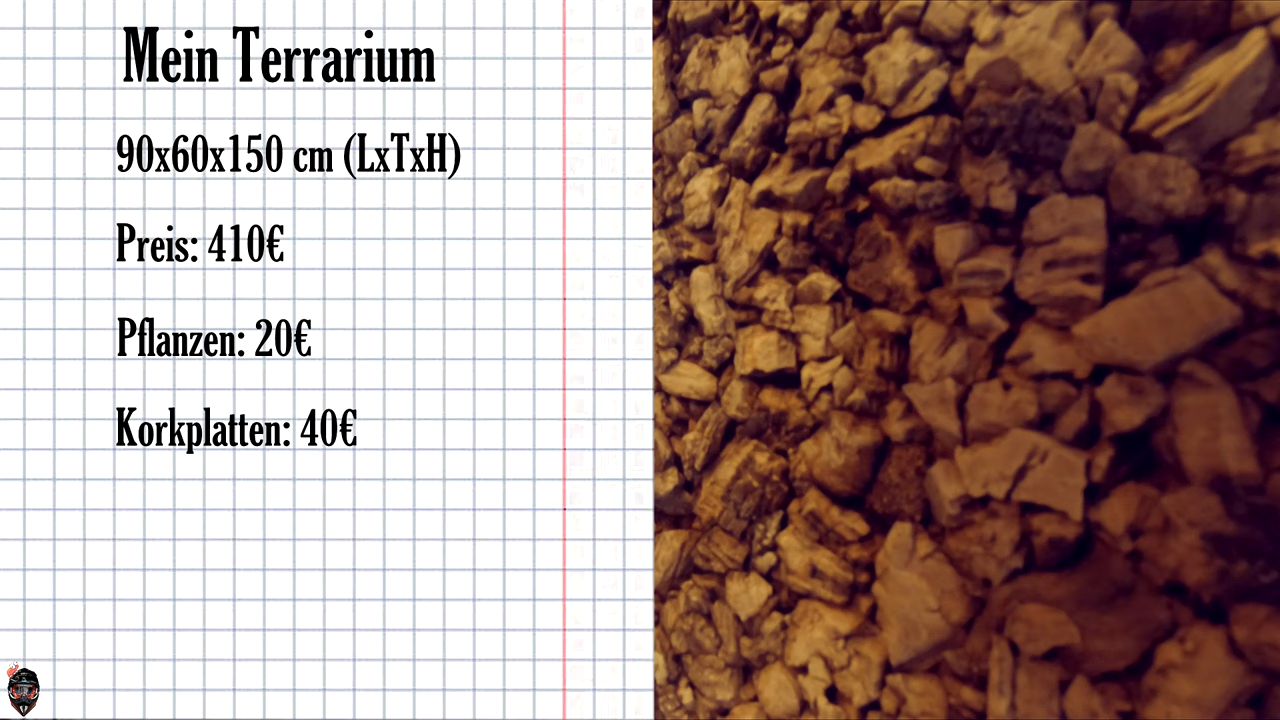 Mein Terrarium
90x60x150 cm (LxTxH)
Preis: 410€
Pflanzen: 20€
Korkplatten: 40€